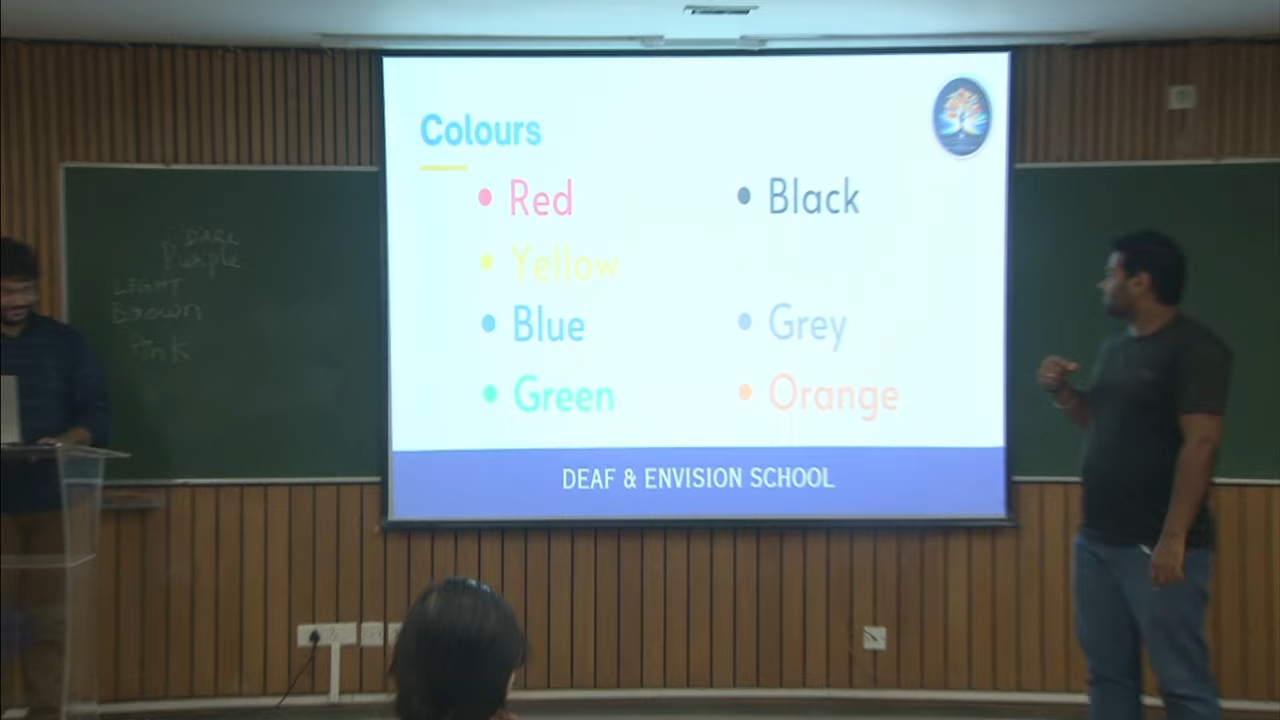 Colours
Red
Yellow
Blue
Green
Black
Grey
Orange
DEAF & ENVISION SCHOOL
DARK
Purple
LIGHT
Brown
Pink